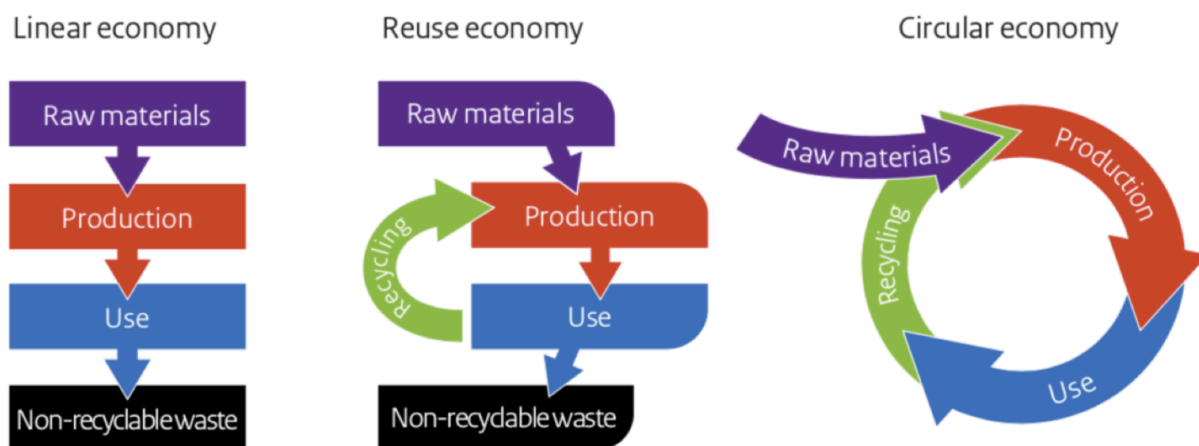 Linear economy
Raw materials
Production
Use
Non-recyclable waste
Reuse economy
Raw materials
Production
Recycling
Use
Non-recyclable waste
Circular economy
Raw materials
Production
Recycling
Use